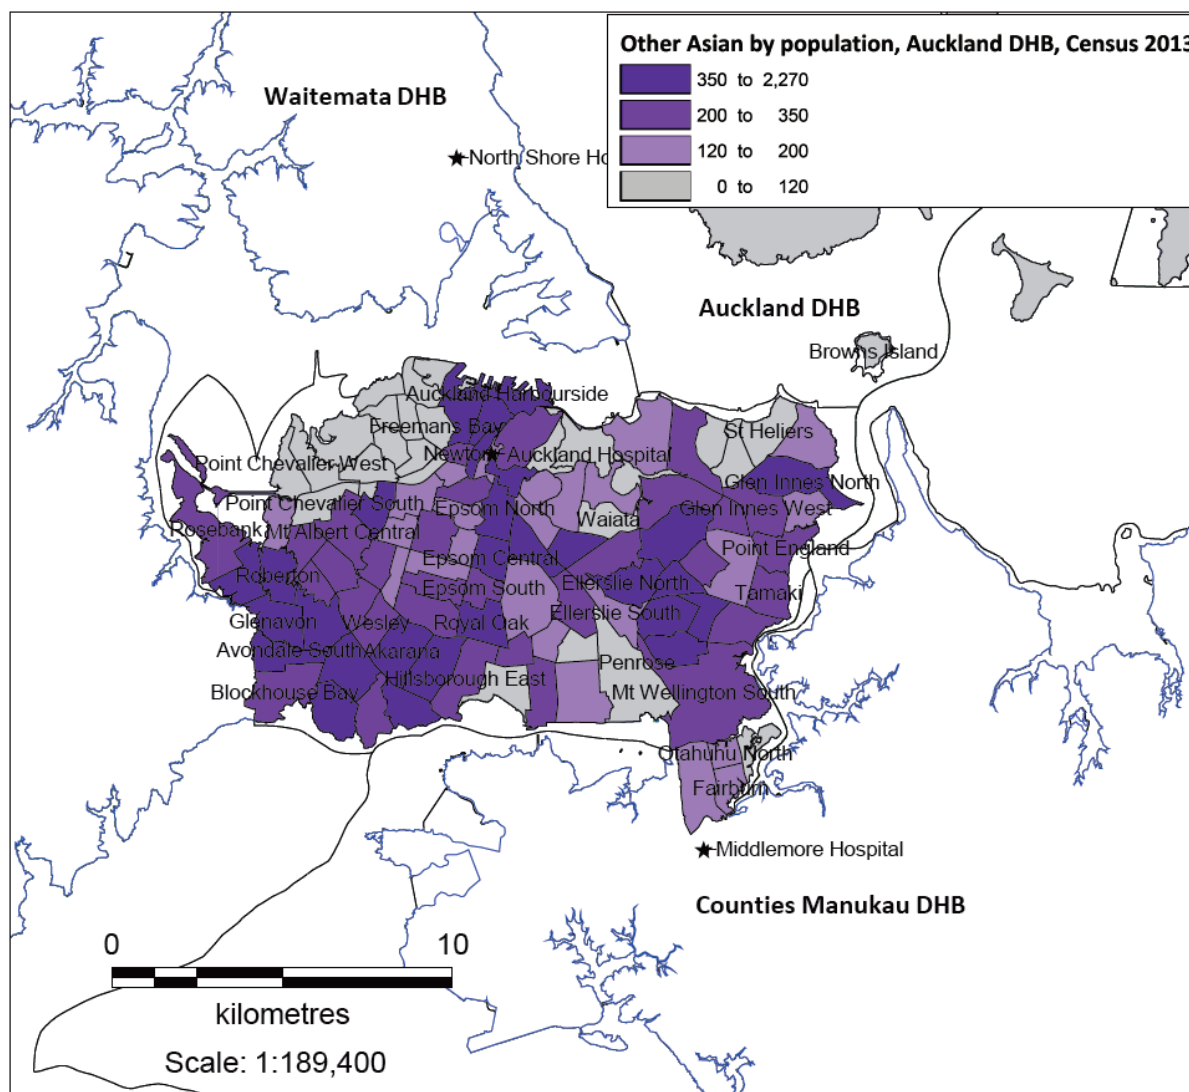 Other Asian by population, Auckland DHB, Census 2013
350 to 2,270
200 to 350
120 to 200
0 to 120
Waitemata DHB
North Shore Ho
Auckland DHB
Browns Island
Auckland Harbourside
Freemans Bay
St Heliers
Newton
Auckland Hospital
Point Chevalier West
Glen Innes North
Point Chevalier South
Epsom North
Glen Innes West
Waiata
Rosebank
Mt Albert Central
Point England
Epsom Central
Roberton
Ellerslie North
Epsom South
Tamaki
Ellerslie South
Glenavon
Wesley
Royal Oak
Avondale South
Akarana
Penrose
Hillsborough East
Blockhouse Bay
Mt Wellington South
Otahuhu North
Fairburn
Middlemore Hospital
Counties Manukau DHB
0 10
kilometres
Scale: 1:189,400